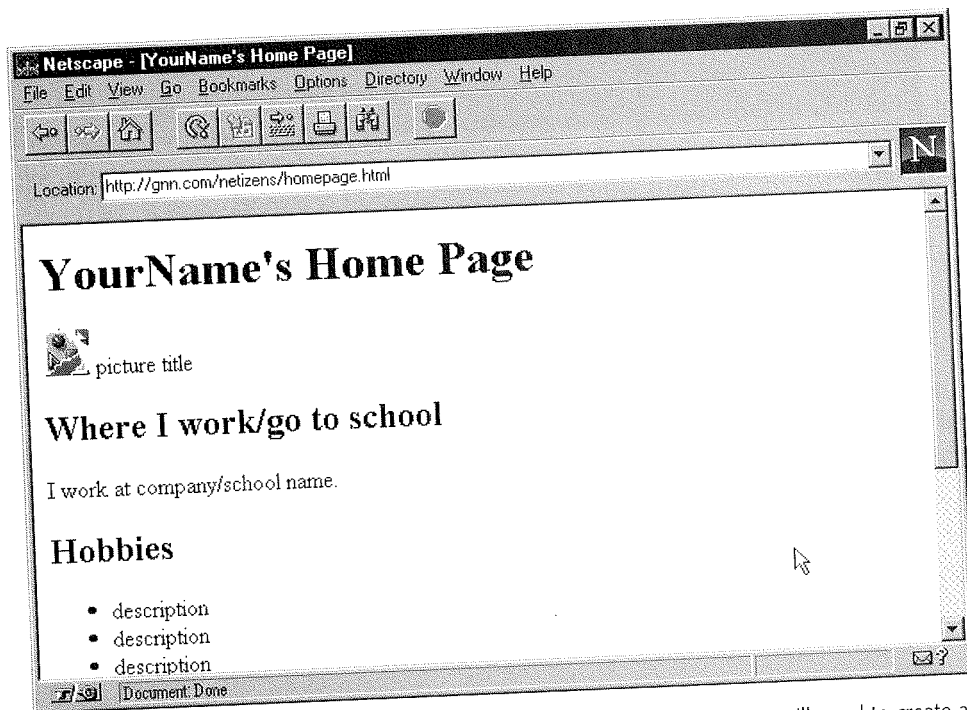 Netscape - [YourName's Home Page]
File Edit View Go Bookmarks Options Directory Window Help
N
Location: http://gnn.com/netizens/homepage.html
YourName's Home Page
picture title
Where I work/go to school
I work at company/school name.
Hobbies
• description
• description
• description
Document: Done
?
to create a